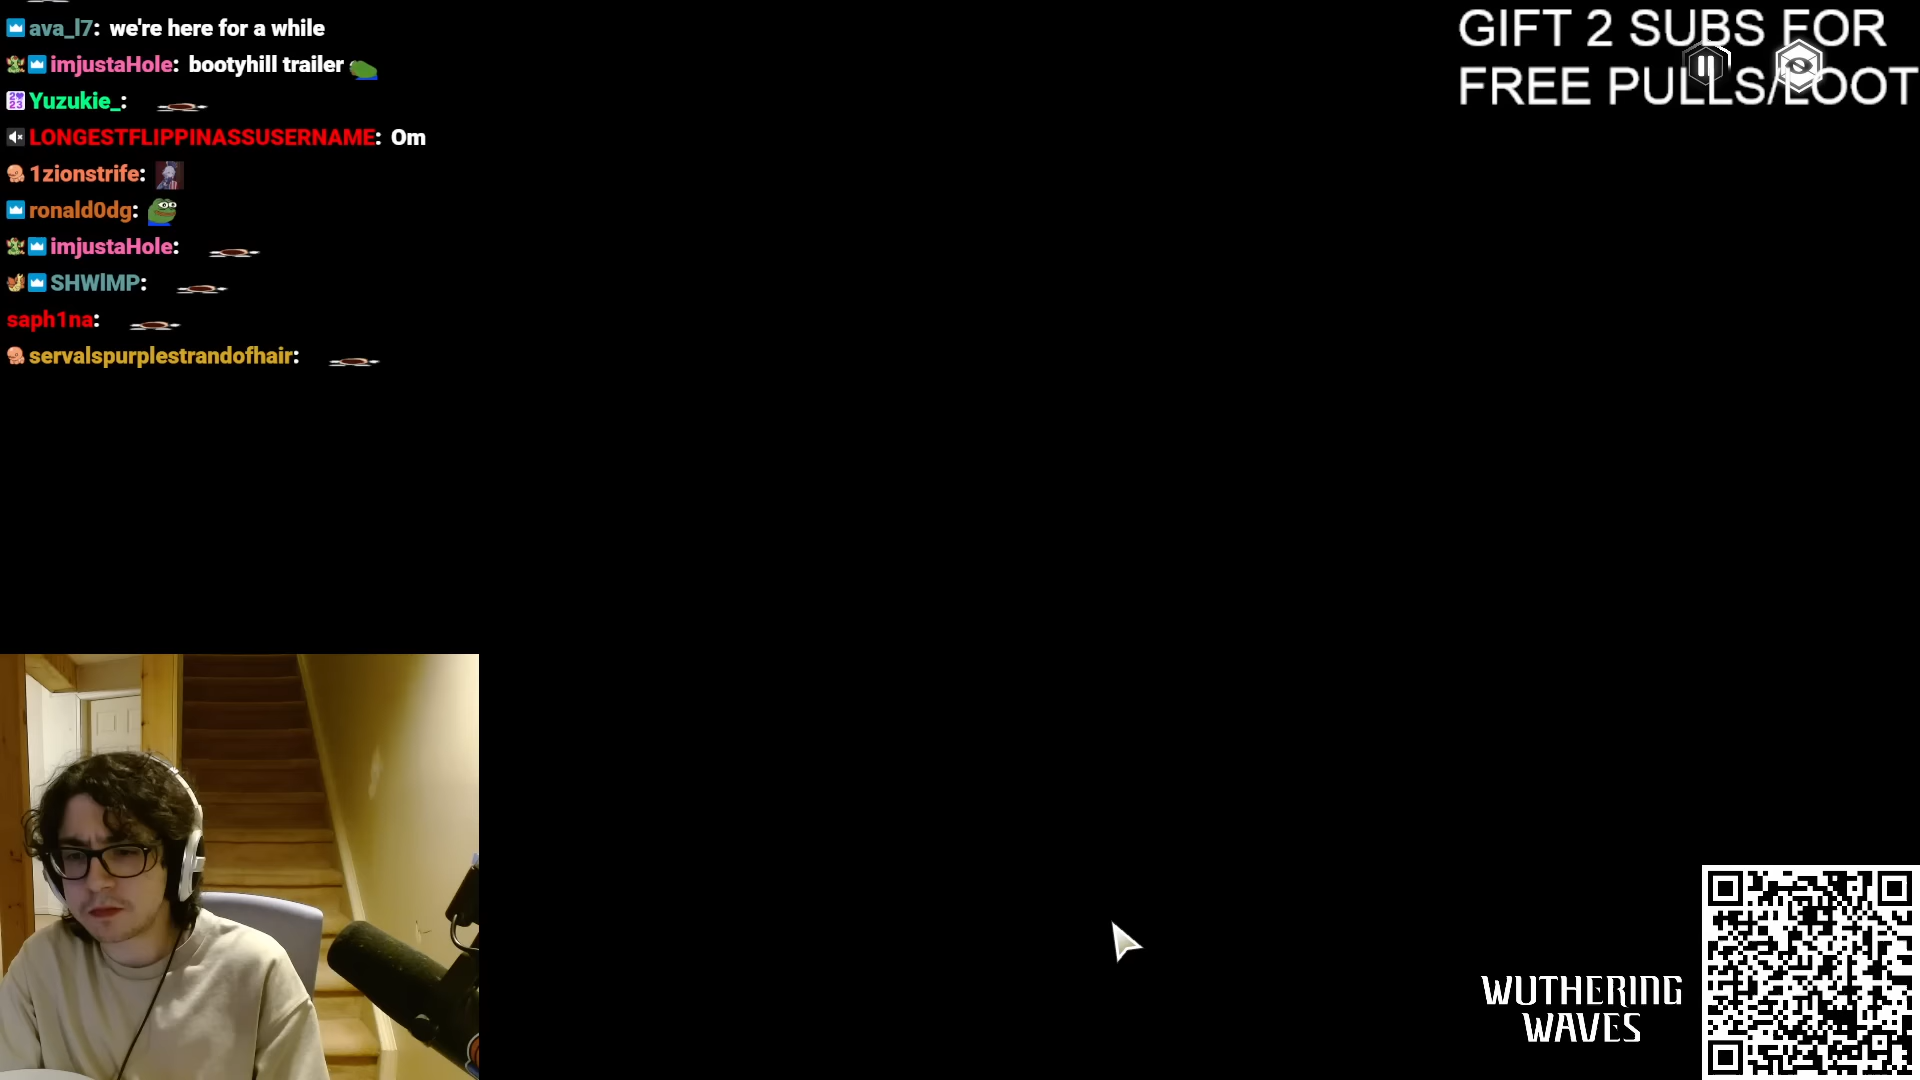 ava_l7: we're here for a while
imjustaHole: bootyhill trailer
Yuzukie_:
LONGESTFLIPPINASSUSERNAME: Om
1zionstrife:
ronald0dg:
imjustaHole:
SHWlMP:
saph1na:
servalspurplestrandofhair:
GIFT 2 SUBS FOR
FREE PULLS/LOOT
WUTHERING
WAVES